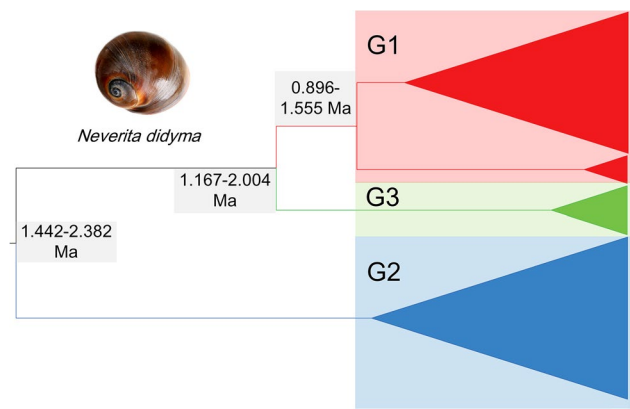 G1
0.896-
1.555 Ma
Neverita didyma
1.167-2.004
Ma
G3
1.442-2.382
Ma
G2